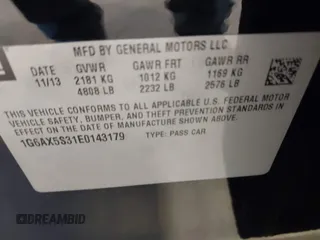 MFD BY GENERAL MOTORS LLC
DATE GVWR GAWR FRT GAWR RR
11/13 2181 KG 1012 KG 1169 KG
4808 LB 2232 LB 2576 LB
THIS VEHICLE CONFORMS TO ALL APPLICABLE U.S. FEDERAL MOTOR
VEHICLE SAFETY, BUMPER, AND THEFT PREVENTION STANDARDS IN
EFFECT ON THE DATE OF MANUFACTURE SHOWN ABOVE.
1G6AX5S31E0143179 TYPE: PASS CAR
© DREAMBID